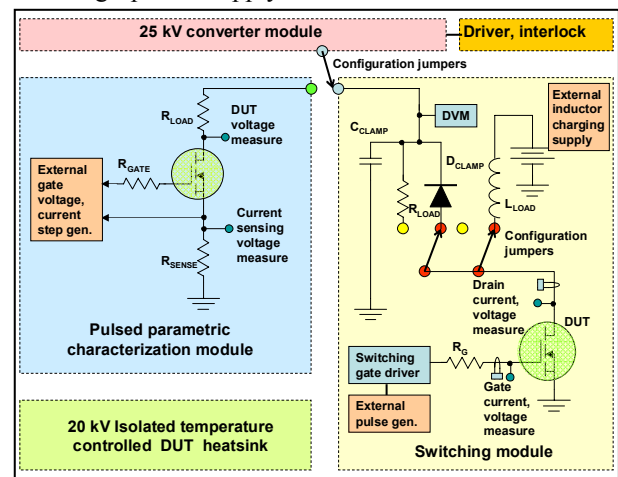 25 kV converter module
Driver, interlock
Configuration jumpers
RLOAD
DUT
voltage
measure
RGATE
External
gate
voltage,
current
step gen.
Current
sensing
voltage
measure
RSENSE
Pulsed parametric
characterization module
20 kV Isolated temperature
controlled DUT heatsink
DVM
External
inductor
charging
supply
CCLAMP
DCLAMP
RLOAD
LLOAD
Configuration
jumpers
Drain
current,
voltage
measure
DUT
RG
Switching
gate driver
External
pulse gen.
Gate
current,
voltage
measure
Switching module